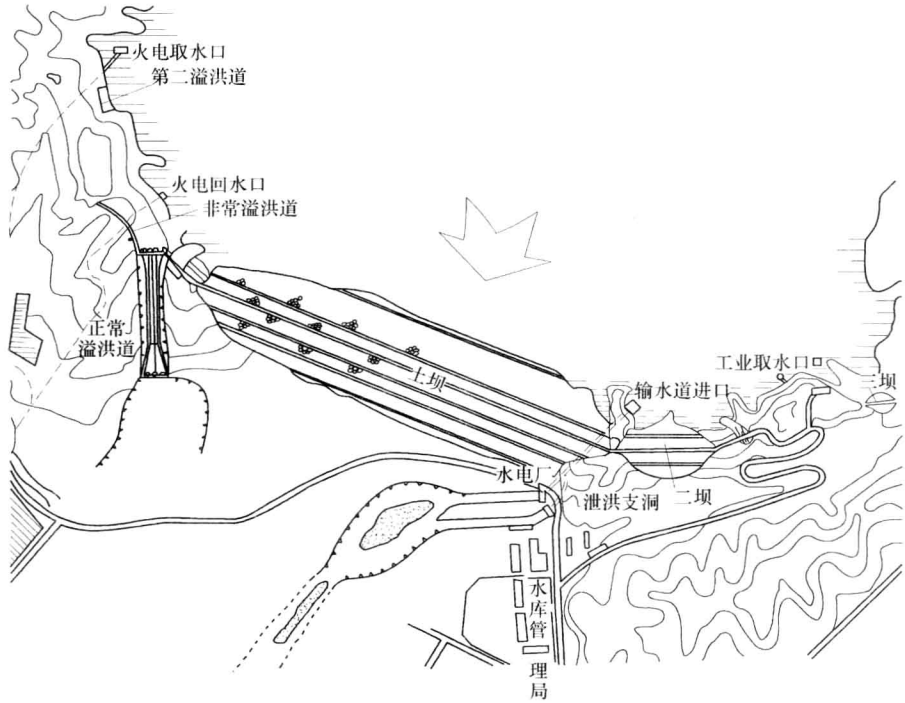 火电取水口
第二溢洪道
火电回水口
非常溢洪道
正常
溢洪道
土坝
工业取水口
三坝
输水道进口
水电厂
泄洪支洞
二坝
水
库
管
理
局